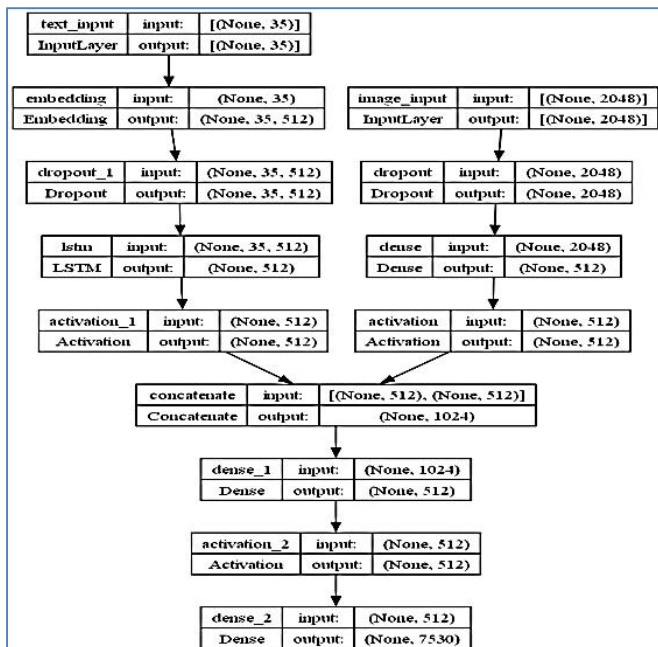 text_input input: [(None, 35)]
InputLayer output: [(None, 35)]
embedding input: (None, 35)
Embedding output: (None, 35, 512)
image_input input: [(None, 2048)]
InputLayer output: [(None, 2048)]
dropout_1 input: (None, 35, 512)
Dropout output: (None, 35, 512)
dropout input: (None, 2048)
Dropout output: (None, 2048)
lstm input: (None, 35, 512)
LSTM output: (None, 512)
dense input: (None, 2048)
Dense output: (None, 512)
activation_1 input: (None, 512)
Activation output: (None, 512)
activation input: (None, 512)
Activation output: (None, 512)
concatenate input: [(None, 512), (None, 512)]
Concatenate output: (None, 1024)
dense_1 input: (None, 1024)
Dense output: (None, 512)
activation_2 input: (None, 512)
Activation output: (None, 512)
dense_2 input: (None, 512)
Dense output: (None, 7530)